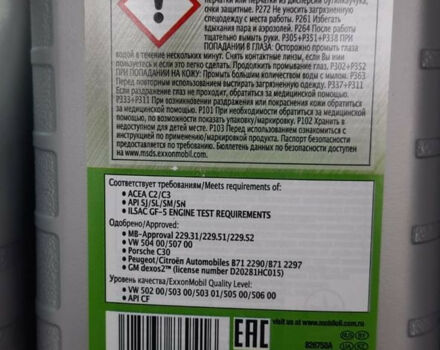 перчатки или из дисперсии бутилкаучука,
очки защитные. P272 Не уносить загрязненную
спецодежду с места работы. P261 Избегать
вдыхания пара и аэрозолей. P264 После работы
тщательно вымыть руки. P305+P351+P338 ПРИ
ПОПАДАНИИ В ГЛАЗА: Осторожно промыть глаза
водой в течение нескольких минут. Снять контактные линзы, если Вы ими
пользуетесь и если это легко сделать. Продолжить промывание глаз. P302+P352
ПРИ ПОПАДАНИИ НА КОЖУ: Промыть большим количеством воды с мылом. P363
Перед повторным использованием выстирать загрязненную одежду. P337+P311
Если раздражение глаз не проходит, обратиться за медицинской помощью.
P333+P311 При возникновении раздражения или покраснения кожи обратиться
за медицинской помощью. P101 При необходимости обратиться за медицинской
помощью, по возможности показать упаковку/маркировку. P102 Хранить в
недоступном для детей месте. P103 Перед использованием ознакомиться с
инструкцией по применению/маркировкой продукта. Паспорт безопасности
предоставляется по требованию. Бюллетень данных по безопасности доступен
на www.msds.exxonmobil.com
Соответствует требованиям/Meets requirements of:
• ACEA C2/C3
• API SJ/SL/SM/SN
• ILSAC GF-5 ENGINE TEST REQUIREMENTS
Одобрено/Approved:
• MB-Approval 229.31/229.51/229.52
• VW 504 00/507 00
• Porsche C30
• Peugeot/Citroën Automobiles B71 2290/B71 2297
• GM dexos2™ (license number D20281HC015)
Уровень качества/ExxonMobil Quality Level:
• VW 502 00/503 00/503 01/505 00/506 00
• API CF
EAC
visit us at www.mobiloil.com.ru
RU BY
UA KZ
826750A